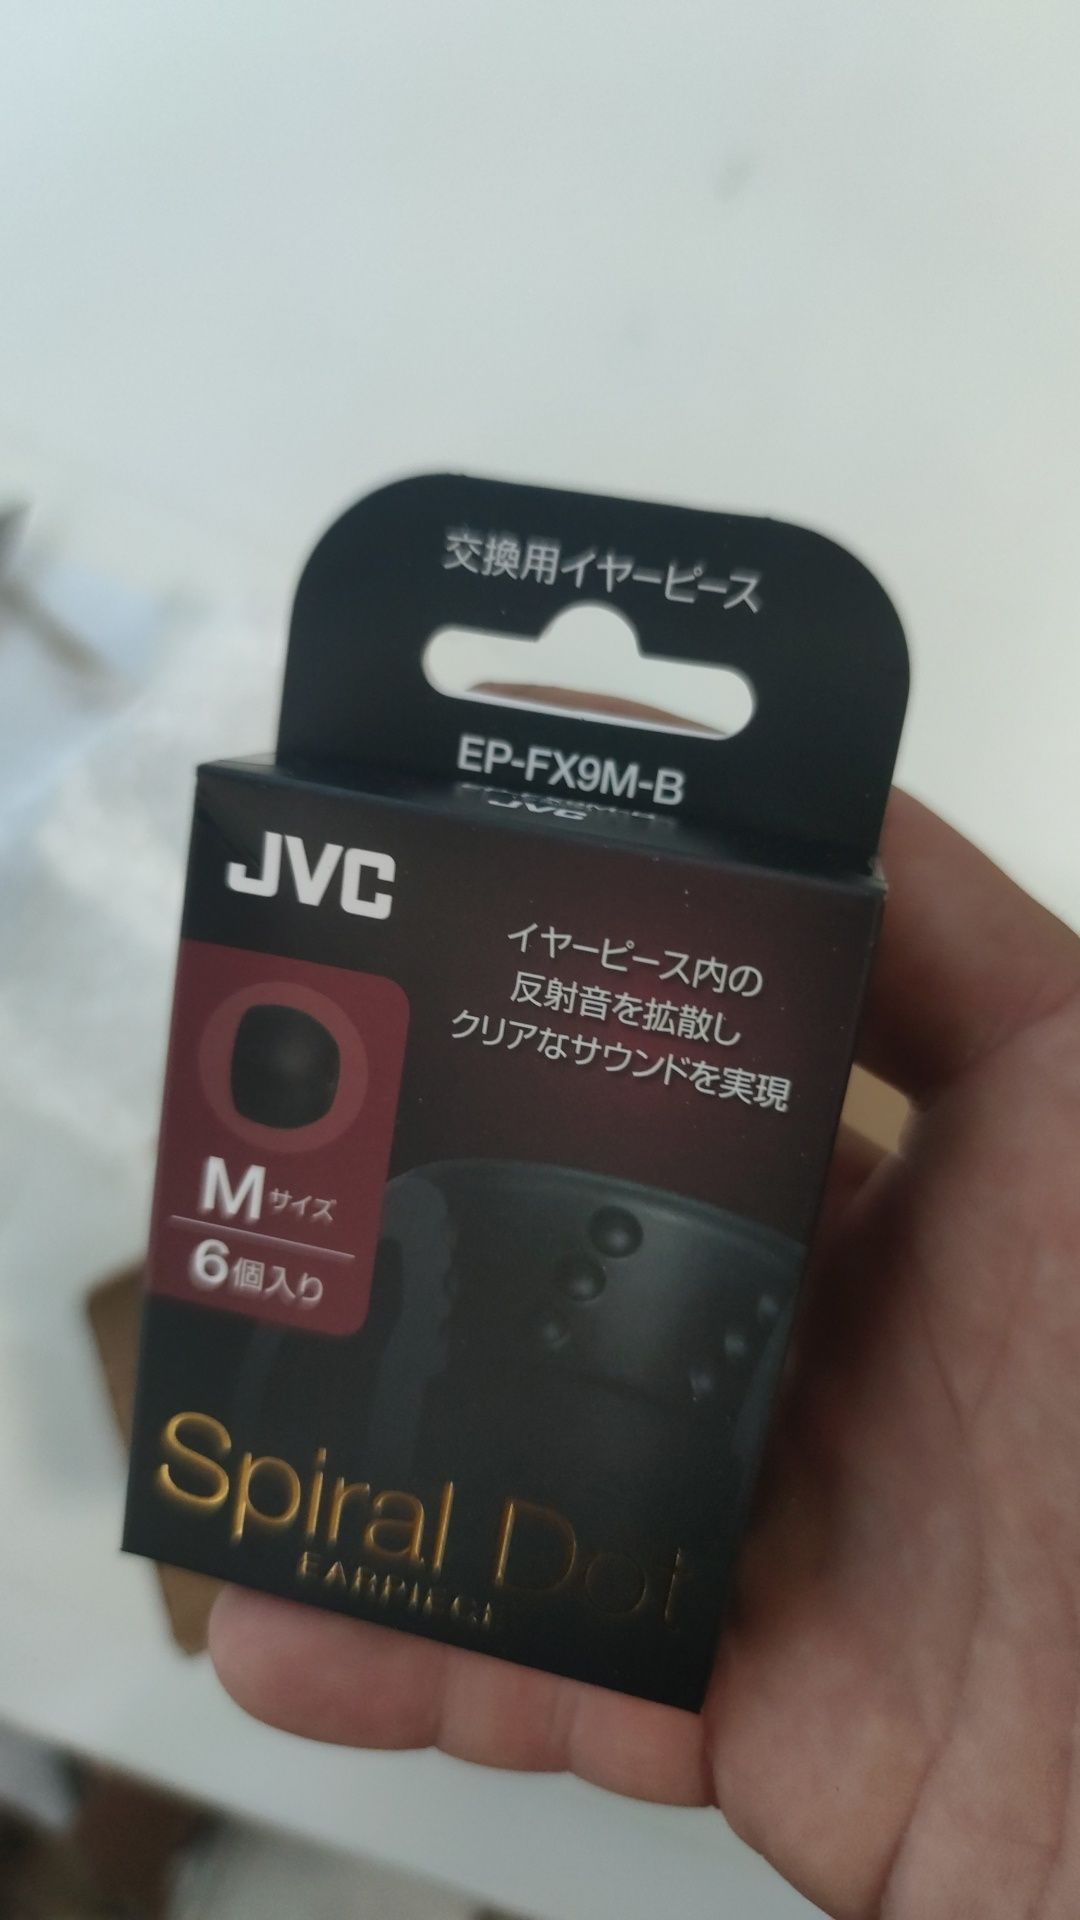 交換用イヤーピース
EP-FX9M-B
JVC
イヤーピース内の
反射音を拡散し
クリアなサウンドを実現
Mサイズ
6個入り
Spiral Dot
EARPIECE